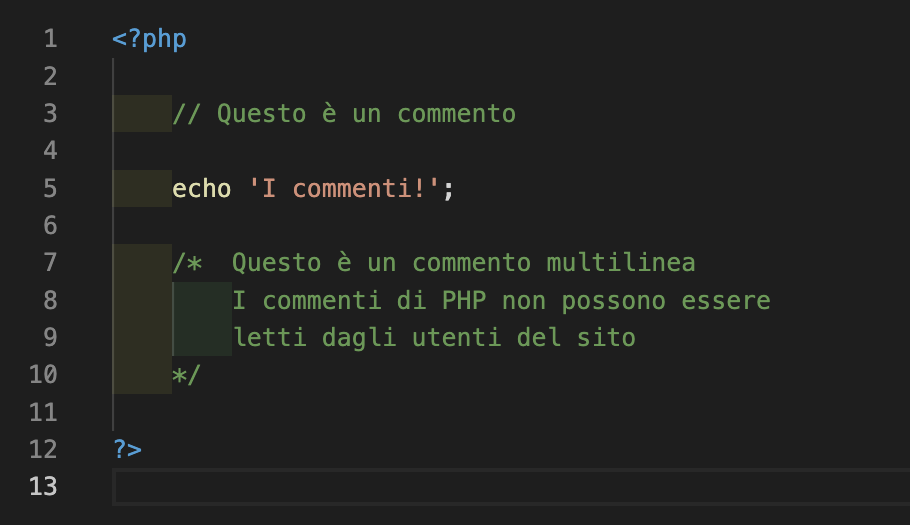 1 <?php
2
3 // Questo è un commento
4
5 echo 'I commenti!';
6
7 /*  Questo è un commento multilinea
8 I commenti di PHP non possono essere
9 letti dagli utenti del sito
10 */
11
12 ?>
13